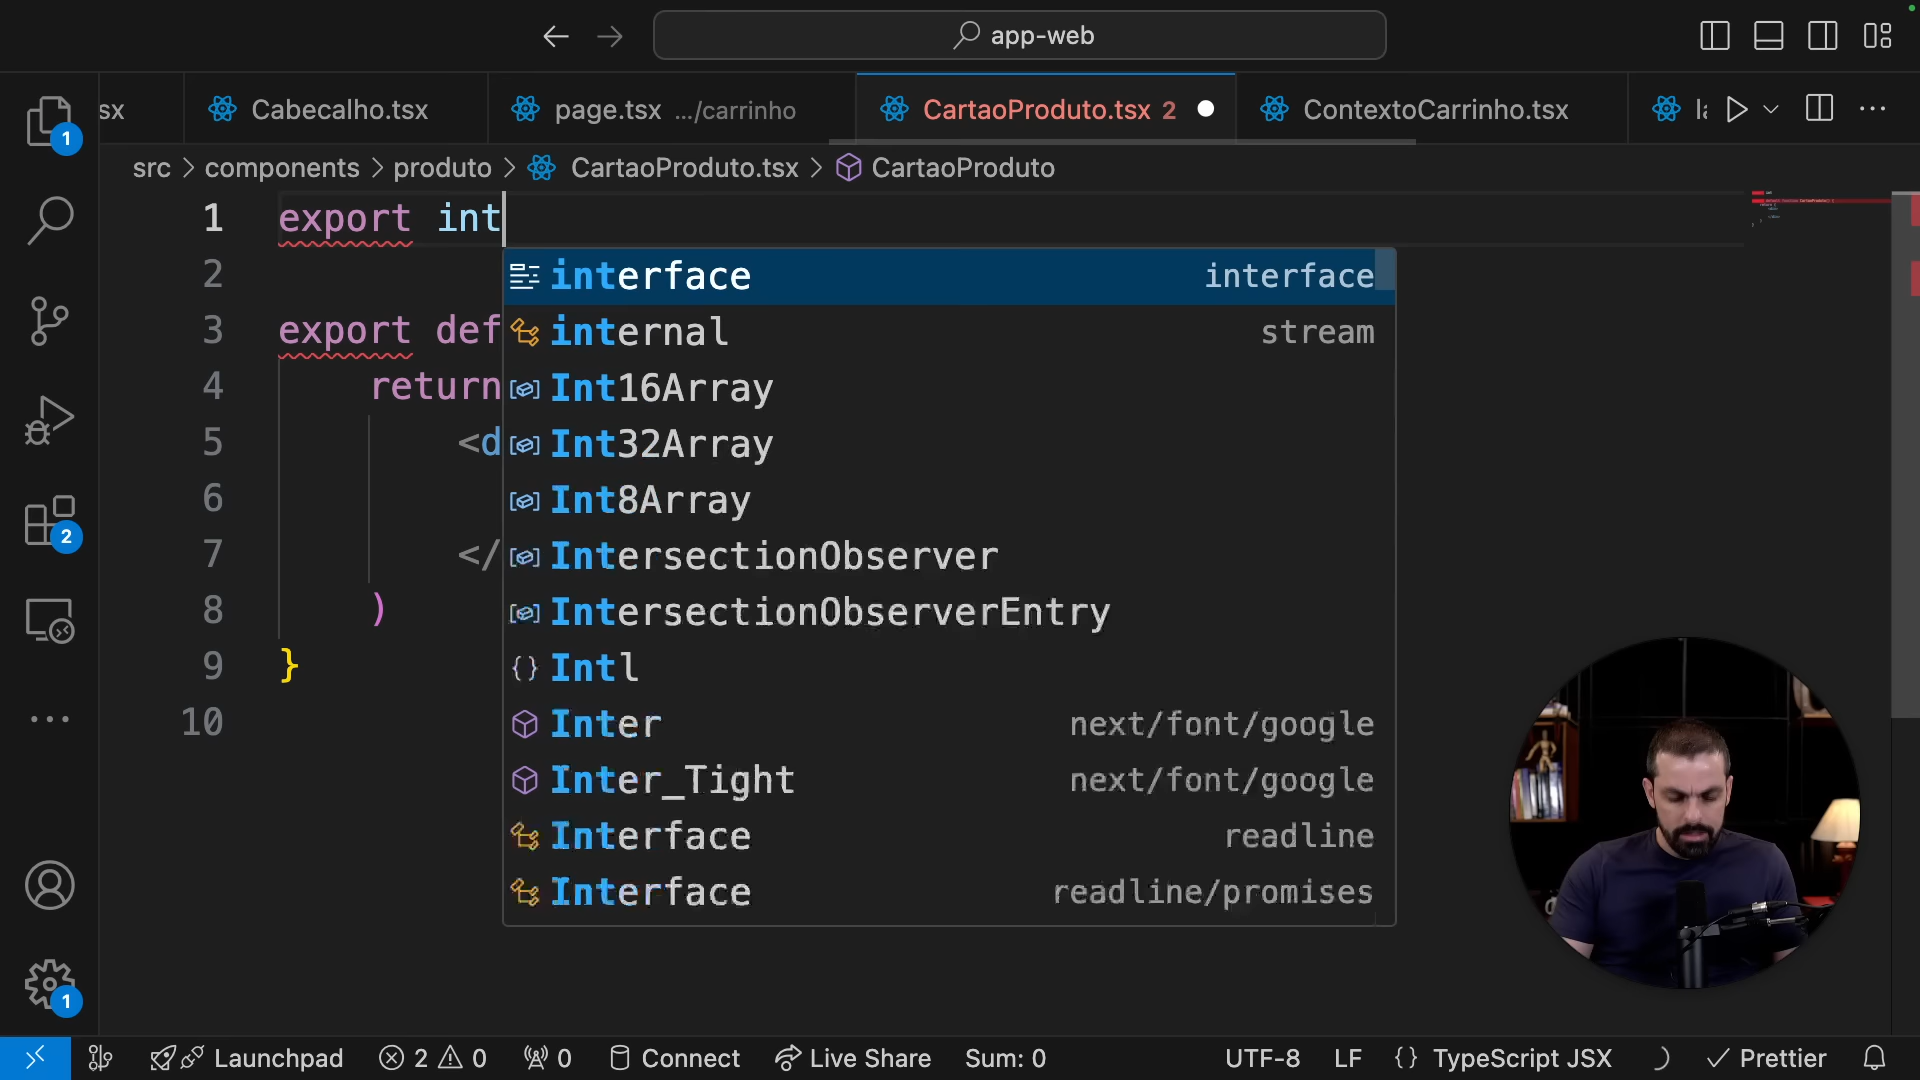 app-web
sx
Cabecalho.tsx
page.tsx .../carrinho
CartaoProduto.tsx 2
ContextoCarrinho.tsx
src > components > produto > CartaoProduto.tsx > CartaoProduto
1 export int
2
3 export def
4 return
5 <d
6
7 </
8 )
9 }
10
interface interface
internal stream
Int16Array
Int32Array
Int8Array
IntersectionObserver
IntersectionObserverEntry
Intl
Inter next/font/google
Inter_Tight next/font/google
Interface readline
Interface readline/promises
1
2
1
Launchpad 2 0 0 Connect Live Share Sum: 0 UTF-8 LF {} TypeScript JSX Prettier